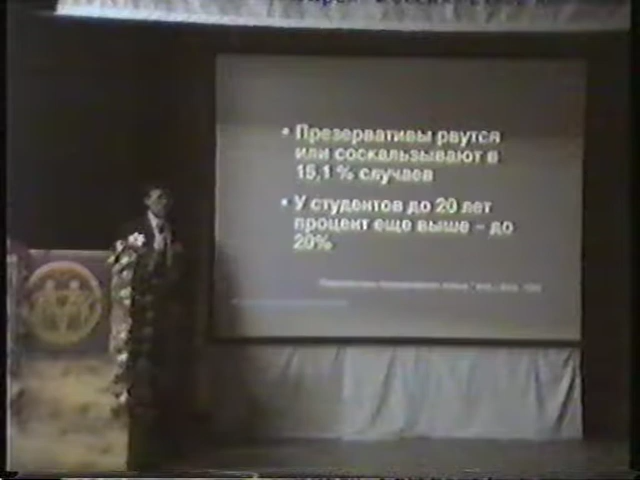 • Презервативы рвутся
или соскальзывают в
15,1 % случаев
• У студентов до 20 лет
процент еще выше – до
20%